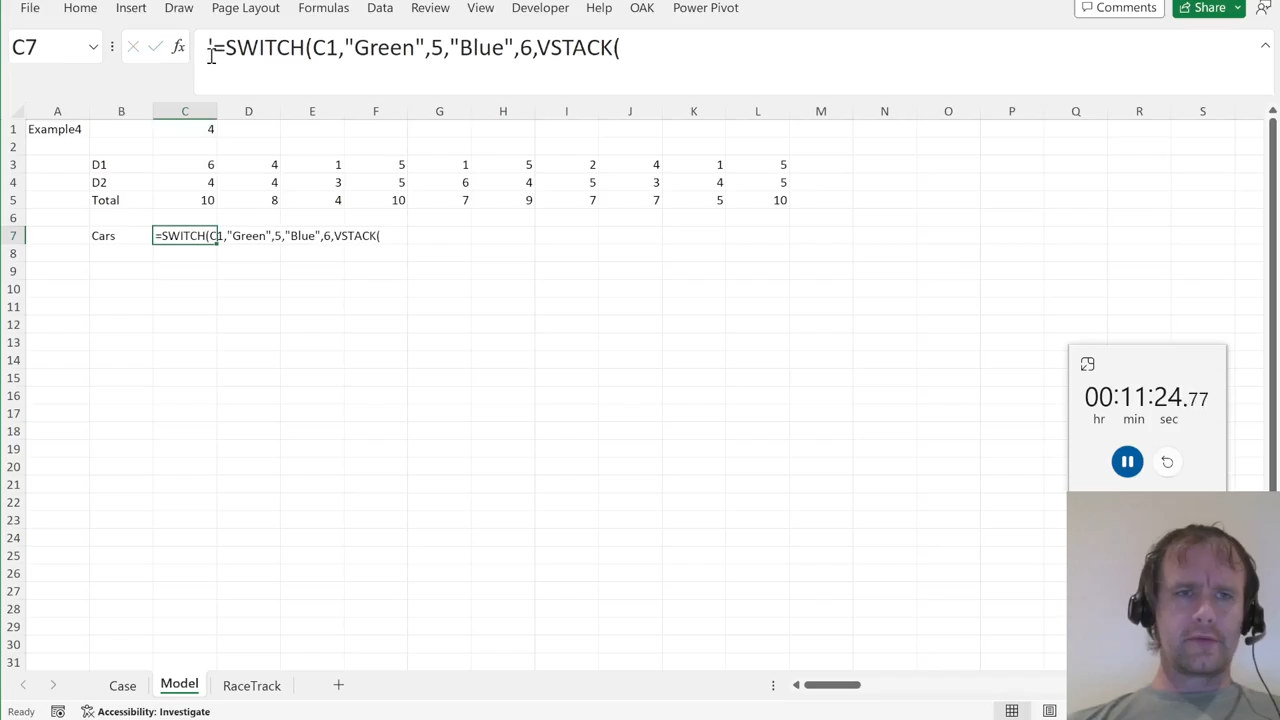 File Home Insert Draw Page Layout Formulas Data Review View Developer Help OAK Power Pivot Comments Share
C7 fx '=SWITCH(C1,"Green",5,"Blue",6,VSTACK(
A B C D E F G H I J K L M N O P Q R S
1 Example4 4
2
3 D1 6 4 1 5 1 5 2 4 1 5
4 D2 4 4 3 5 6 4 5 3 4 5
5 Total 10 8 4 10 7 9 7 7 5 10
6
7 Cars =SWITCH(C1,"Green",5,"Blue",6,VSTACK(
8
9
10
11
12
13
14
15
16
17
18
19
20
21
22
23
24
25
26
27
28
29
30
31
00:11:24.77
hr min sec
Case Model RaceTrack
Ready Accessibility: Investigate